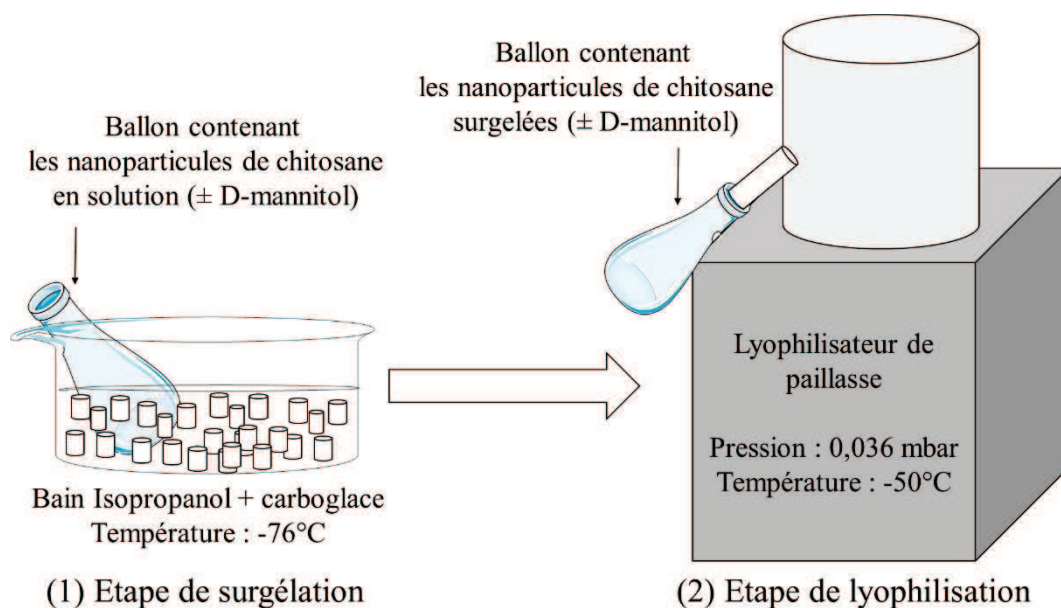 Ballon contenant
les nanoparticules de chitosane
en solution (± D-mannitol)
Bain Isopropanol + carboglace
Température : -76°C
(1) Etape de surgélation
Ballon contenant
les nanoparticules de chitosane
surgelées (± D-mannitol)
Lyophilisateur de
paillasse
Pression : 0,036 mbar
Température : -50°C
(2) Etape de lyophilisation